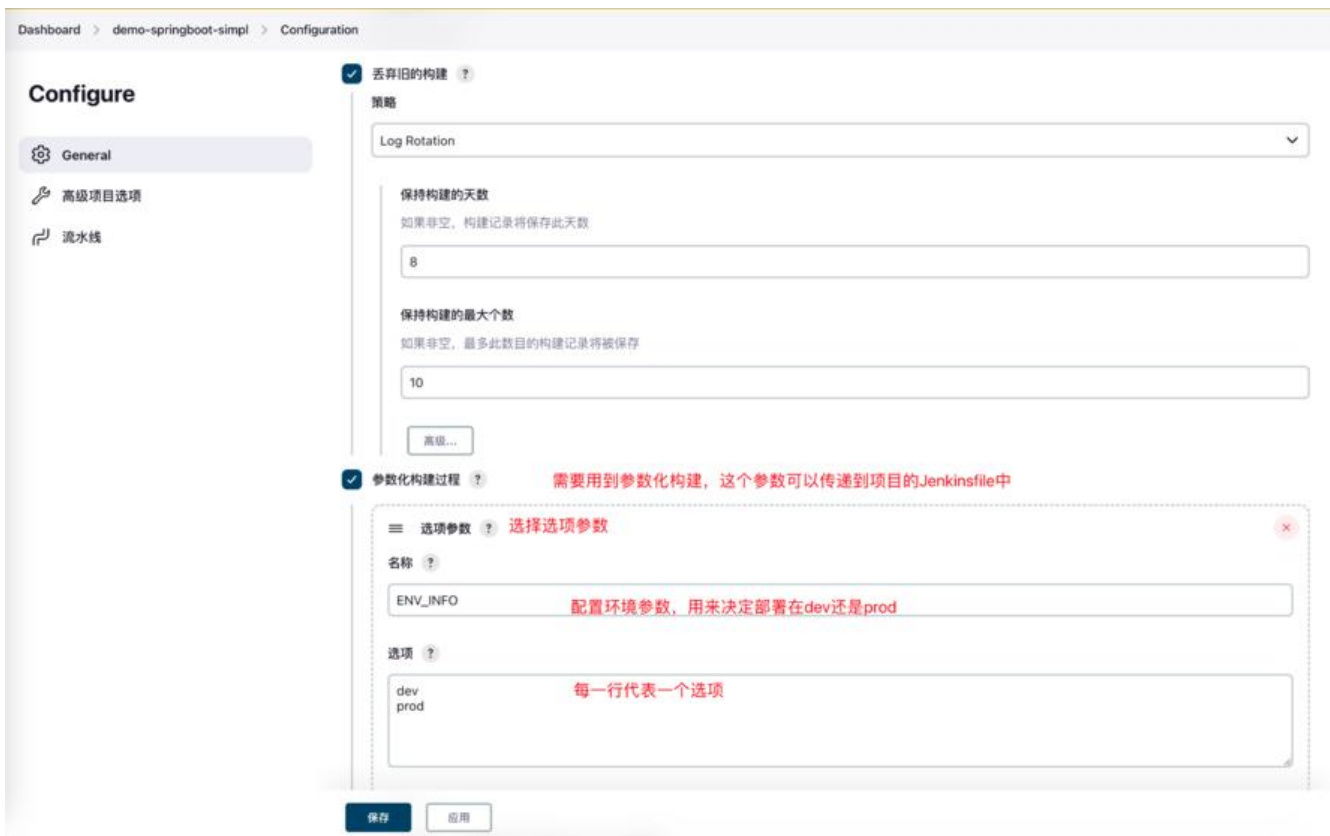 Dashboard > demo-springboot-simpl > Configuration
Configure
General
高级项目选项
流水线
丢弃旧的构建 ?
策略
Log Rotation
保持构建的天数
如果非空，构建记录将保存此天数
8
保持构建的最大个数
如果非空，最多此数目的构建记录将被保存
10
高级...
参数化构建过程 ? 需要用到参数化构建，这个参数可以传递到项目的Jenkinsfile中
选项参数 ? 选择选项参数
名称 ?
ENV_INFO 配置环境参数，用来决定部署在dev还是prod
选项 ?
dev 每一行代表一个选项
prod
保存 应用